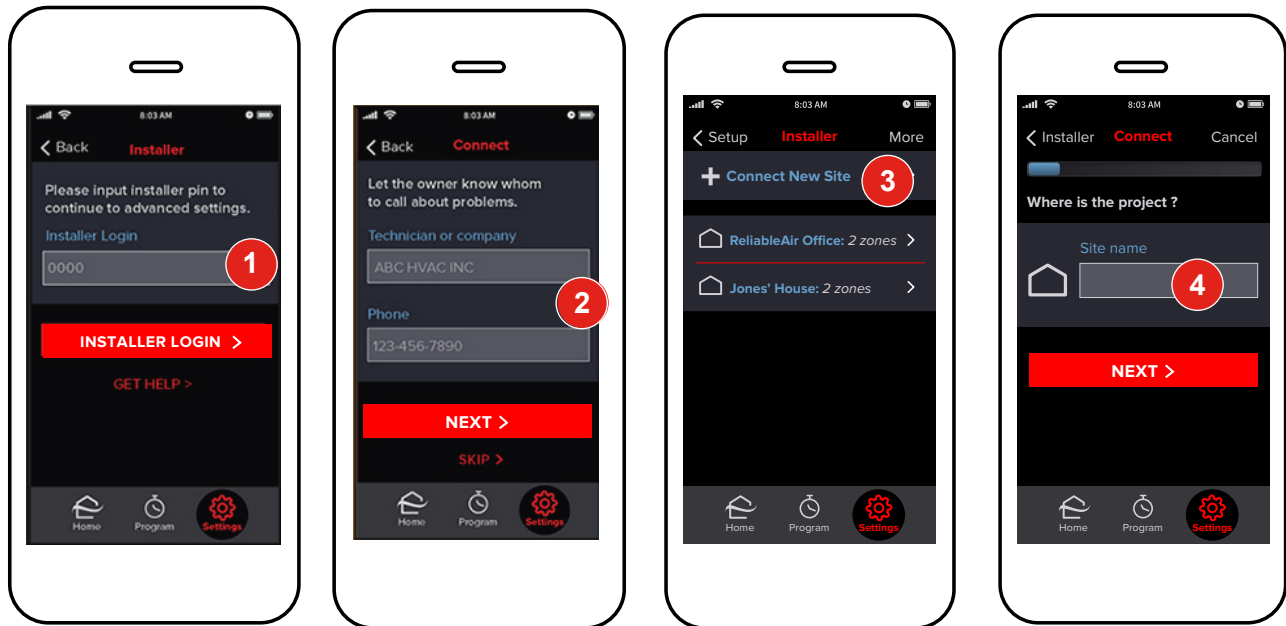 8:03 AM
Back
Installer
Please input installer pin to
continue to advanced settings.
Installer Login
0000
1
INSTALLER LOGIN >
GET HELP >
Home
Program
Settings
8:03 AM
Back
Connect
Let the owner know whom
to call about problems.
Technician or company
ABC HVAC INC
2
Phone
123-456-7890
NEXT >
SKIP >
Home
Program
Settings
8:03 AM
Setup
Installer
More
+ Connect New Site
3
ReliableAir Office: 2 zones >
Jones' House: 2 zones >
Home
Program
Settings
8:03 AM
Installer
Connect
Cancel
Where is the project ?
Site name
4
NEXT >
Home
Program
Settings